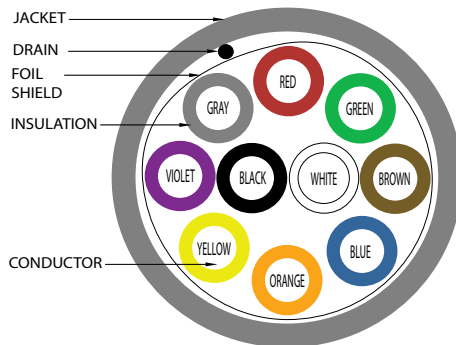 JACKET
DRAIN
FOIL
SHIELD
INSULATION
CONDUCTOR
RED
GRAY
GREEN
VIOLET
BLACK
WHITE
BROWN
YELLOW
BLUE
ORANGE